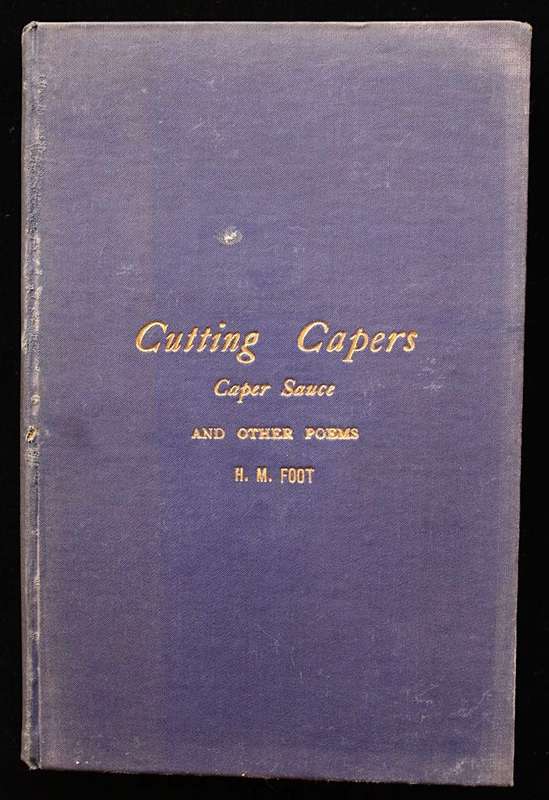 Cutting Capers
Caper Sauce
AND OTHER POEMS
H. M. FOOT